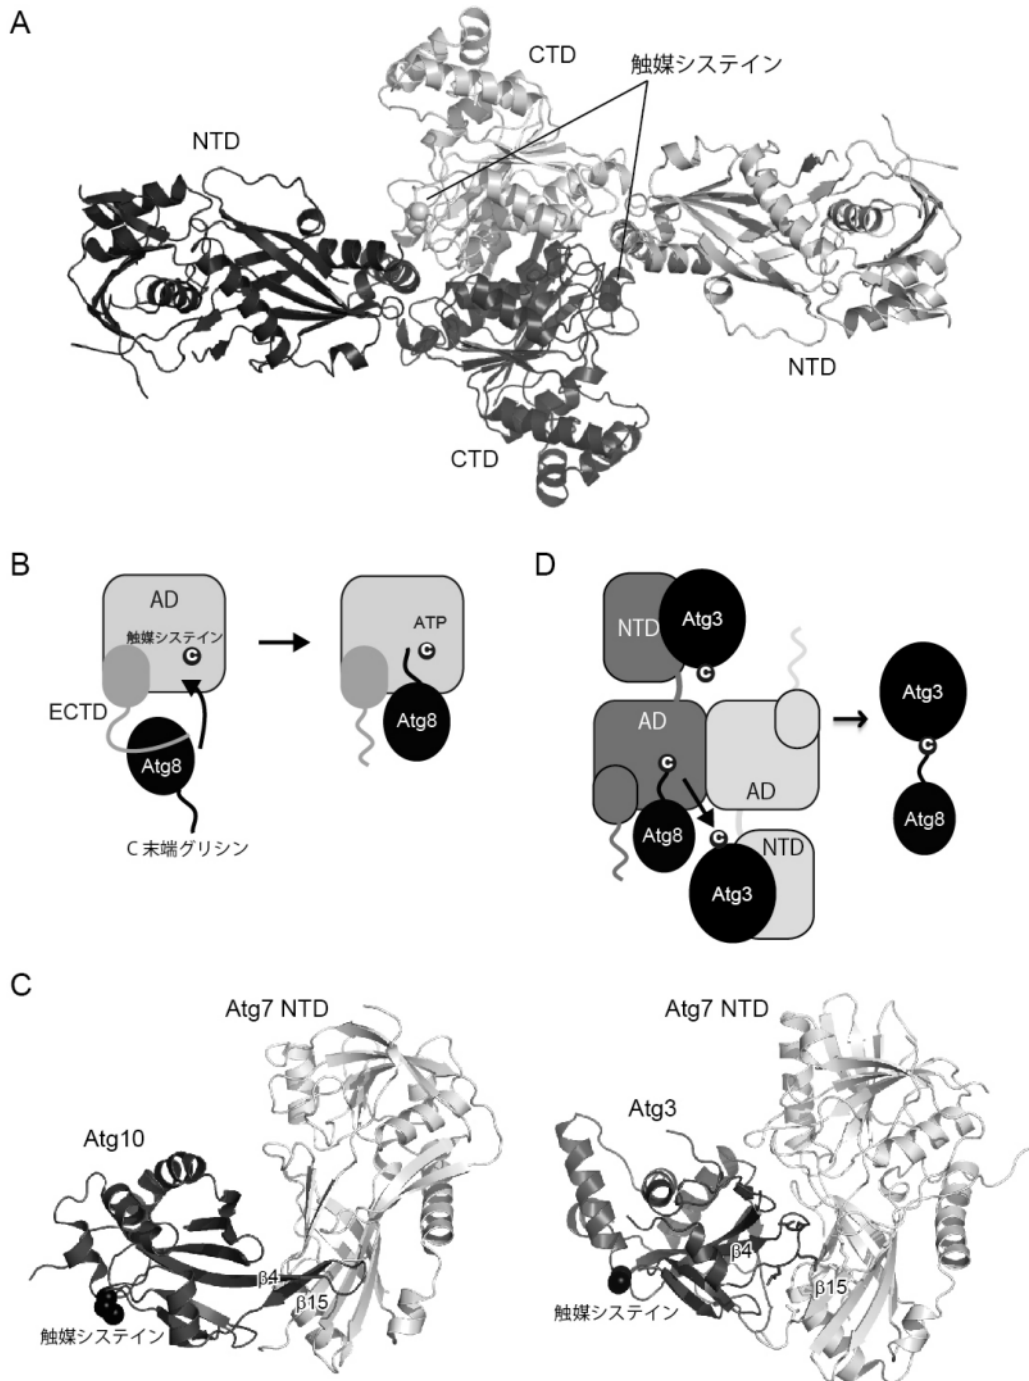 A
CTD
触媒システイン
NTD
NTD
CTD
B
AD
触媒システイン
C
ECTD
Atg8
C 末端グリシン
ATP
C
Atg8
D
NTD
Atg3
C
AD
C
AD
Atg8
C
NTD
Atg3
Atg3
C
Atg8
C
Atg7 NTD
Atg10
β4
β15
触媒システイン
Atg7 NTD
Atg3
β4
β15
触媒システイン